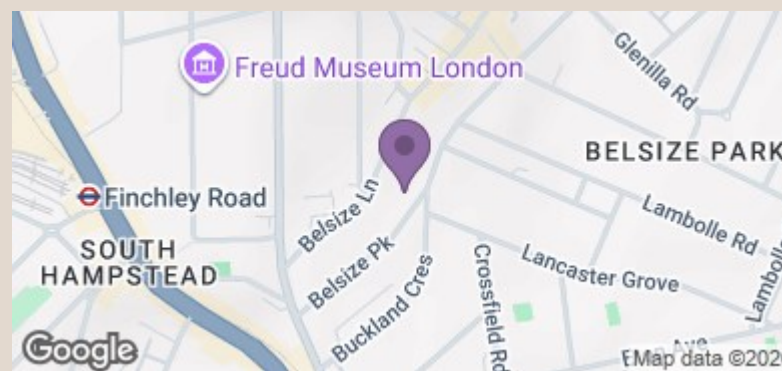 Glenilla Rd
Freud Museum London
BELSIZE PARK
Finchley Road
Belsize Ln
Lambolle Rd
SOUTH
HAMPSTEAD
Belsize Pk
Lancaster Grove
Buckland Cres
Crossfield Rd
Google
Map data ©202